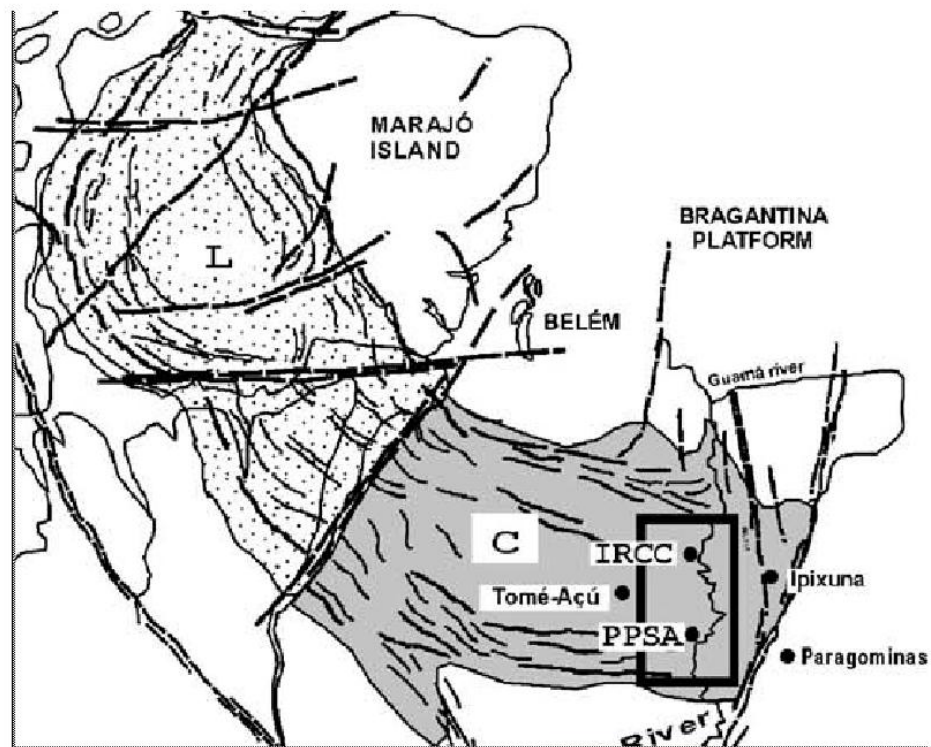 MARAJÓ
ISLAND
BRAGANTINA
PLATFORM
L
BELÉM
Guamá river
C
IRCC
Ipixuna
Tomé-Açú
PPSA
Paragominas
River